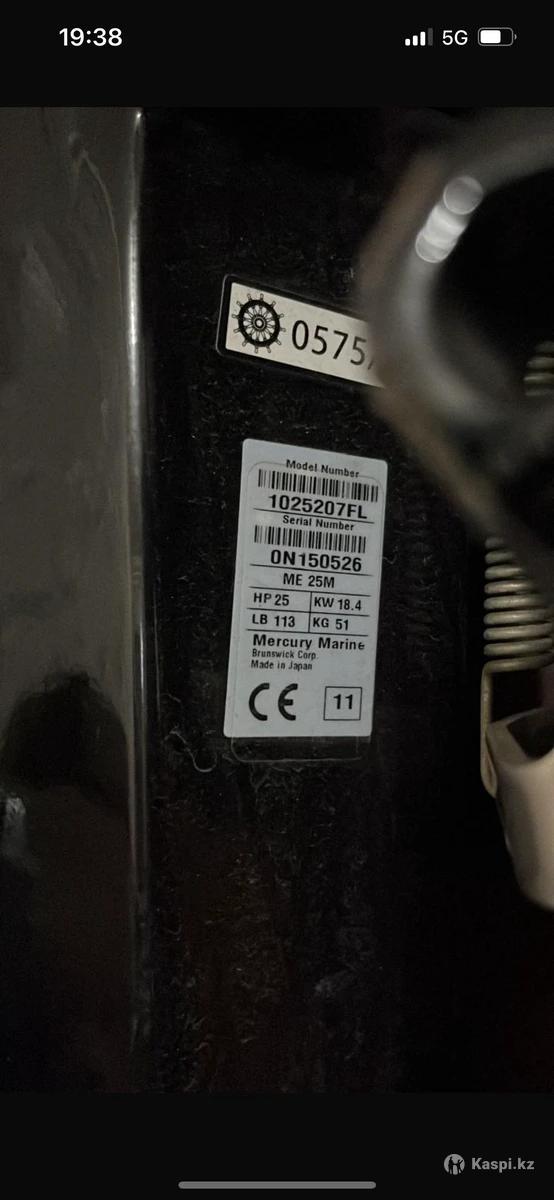 19:38
5G
0575
Model Number
1025207FL
Serial Number
0N150526
ME 25M
HP 25 KW 18.4
LB 113 KG 51
Mercury Marine
Brunswick Corp.
Made in Japan
CE 11
Kaspi.kz